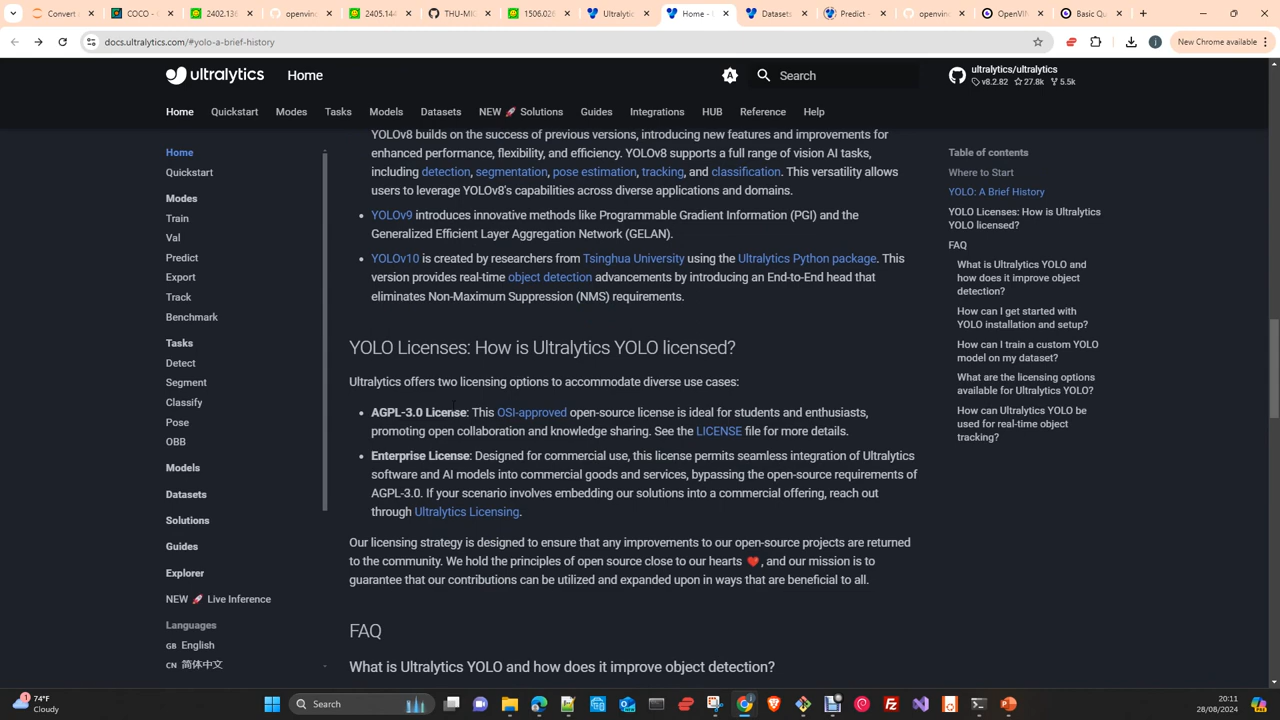 Conver
COCO -
2402.13
openvin
2405.144
THU-MIC
1506.026
Ultralytic
Home -
Datasets
Predict -
openvino
OpenVIN
Basic Qu
docs.ultralytics.com/#yolo-a-brief-history
New Chrome available
ultralytics
Home
Search
ultralytics/ultralytics
v8.2.82 27.8k 5.5k
Home Quickstart Modes Tasks Models Datasets NEW 🚀 Solutions Guides Integrations HUB Reference Help
Home
Quickstart
Modes
Train
Val
Predict
Export
Track
Benchmark
Tasks
Detect
Segment
Classify
Pose
OBB
Models
Datasets
Solutions
Guides
Explorer
NEW 🚀 Live Inference
Languages
GB English
CN 简体中文
YOLOv8 builds on the success of previous versions, introducing new features and improvements for
enhanced performance, flexibility, and efficiency. YOLOv8 supports a full range of vision AI tasks,
including detection, segmentation, pose estimation, tracking, and classification. This versatility allows
users to leverage YOLOv8's capabilities across diverse applications and domains.
• YOLOv9 introduces innovative methods like Programmable Gradient Information (PGI) and the
Generalized Efficient Layer Aggregation Network (GELAN).
• YOLOv10 is created by researchers from Tsinghua University using the Ultralytics Python package. This
version provides real-time object detection advancements by introducing an End-to-End head that
eliminates Non-Maximum Suppression (NMS) requirements.
YOLO Licenses: How is Ultralytics YOLO licensed?
Ultralytics offers two licensing options to accommodate diverse use cases:
• AGPL-3.0 License: This OSI-approved open-source license is ideal for students and enthusiasts,
promoting open collaboration and knowledge sharing. See the LICENSE file for more details.
• Enterprise License: Designed for commercial use, this license permits seamless integration of Ultralytics
software and AI models into commercial goods and services, bypassing the open-source requirements of
AGPL-3.0. If your scenario involves embedding our solutions into a commercial offering, reach out
through Ultralytics Licensing.
Our licensing strategy is designed to ensure that any improvements to our open-source projects are returned
to the community. We hold the principles of open source close to our hearts ❤️, and our mission is to
guarantee that our contributions can be utilized and expanded upon in ways that are beneficial to all.
FAQ
What is Ultralytics YOLO and how does it improve object detection?
Table of contents
Where to Start
YOLO: A Brief History
YOLO Licenses: How is Ultralytics
YOLO licensed?
FAQ
What is Ultralytics YOLO and
how does it improve object
detection?
How can I get started with
YOLO installation and setup?
How can I train a custom YOLO
model on my dataset?
What are the licensing options
available for Ultralytics YOLO?
How can Ultralytics YOLO be
used for real-time object
tracking?
74°F
Cloudy
Search
20:11
28/08/2024